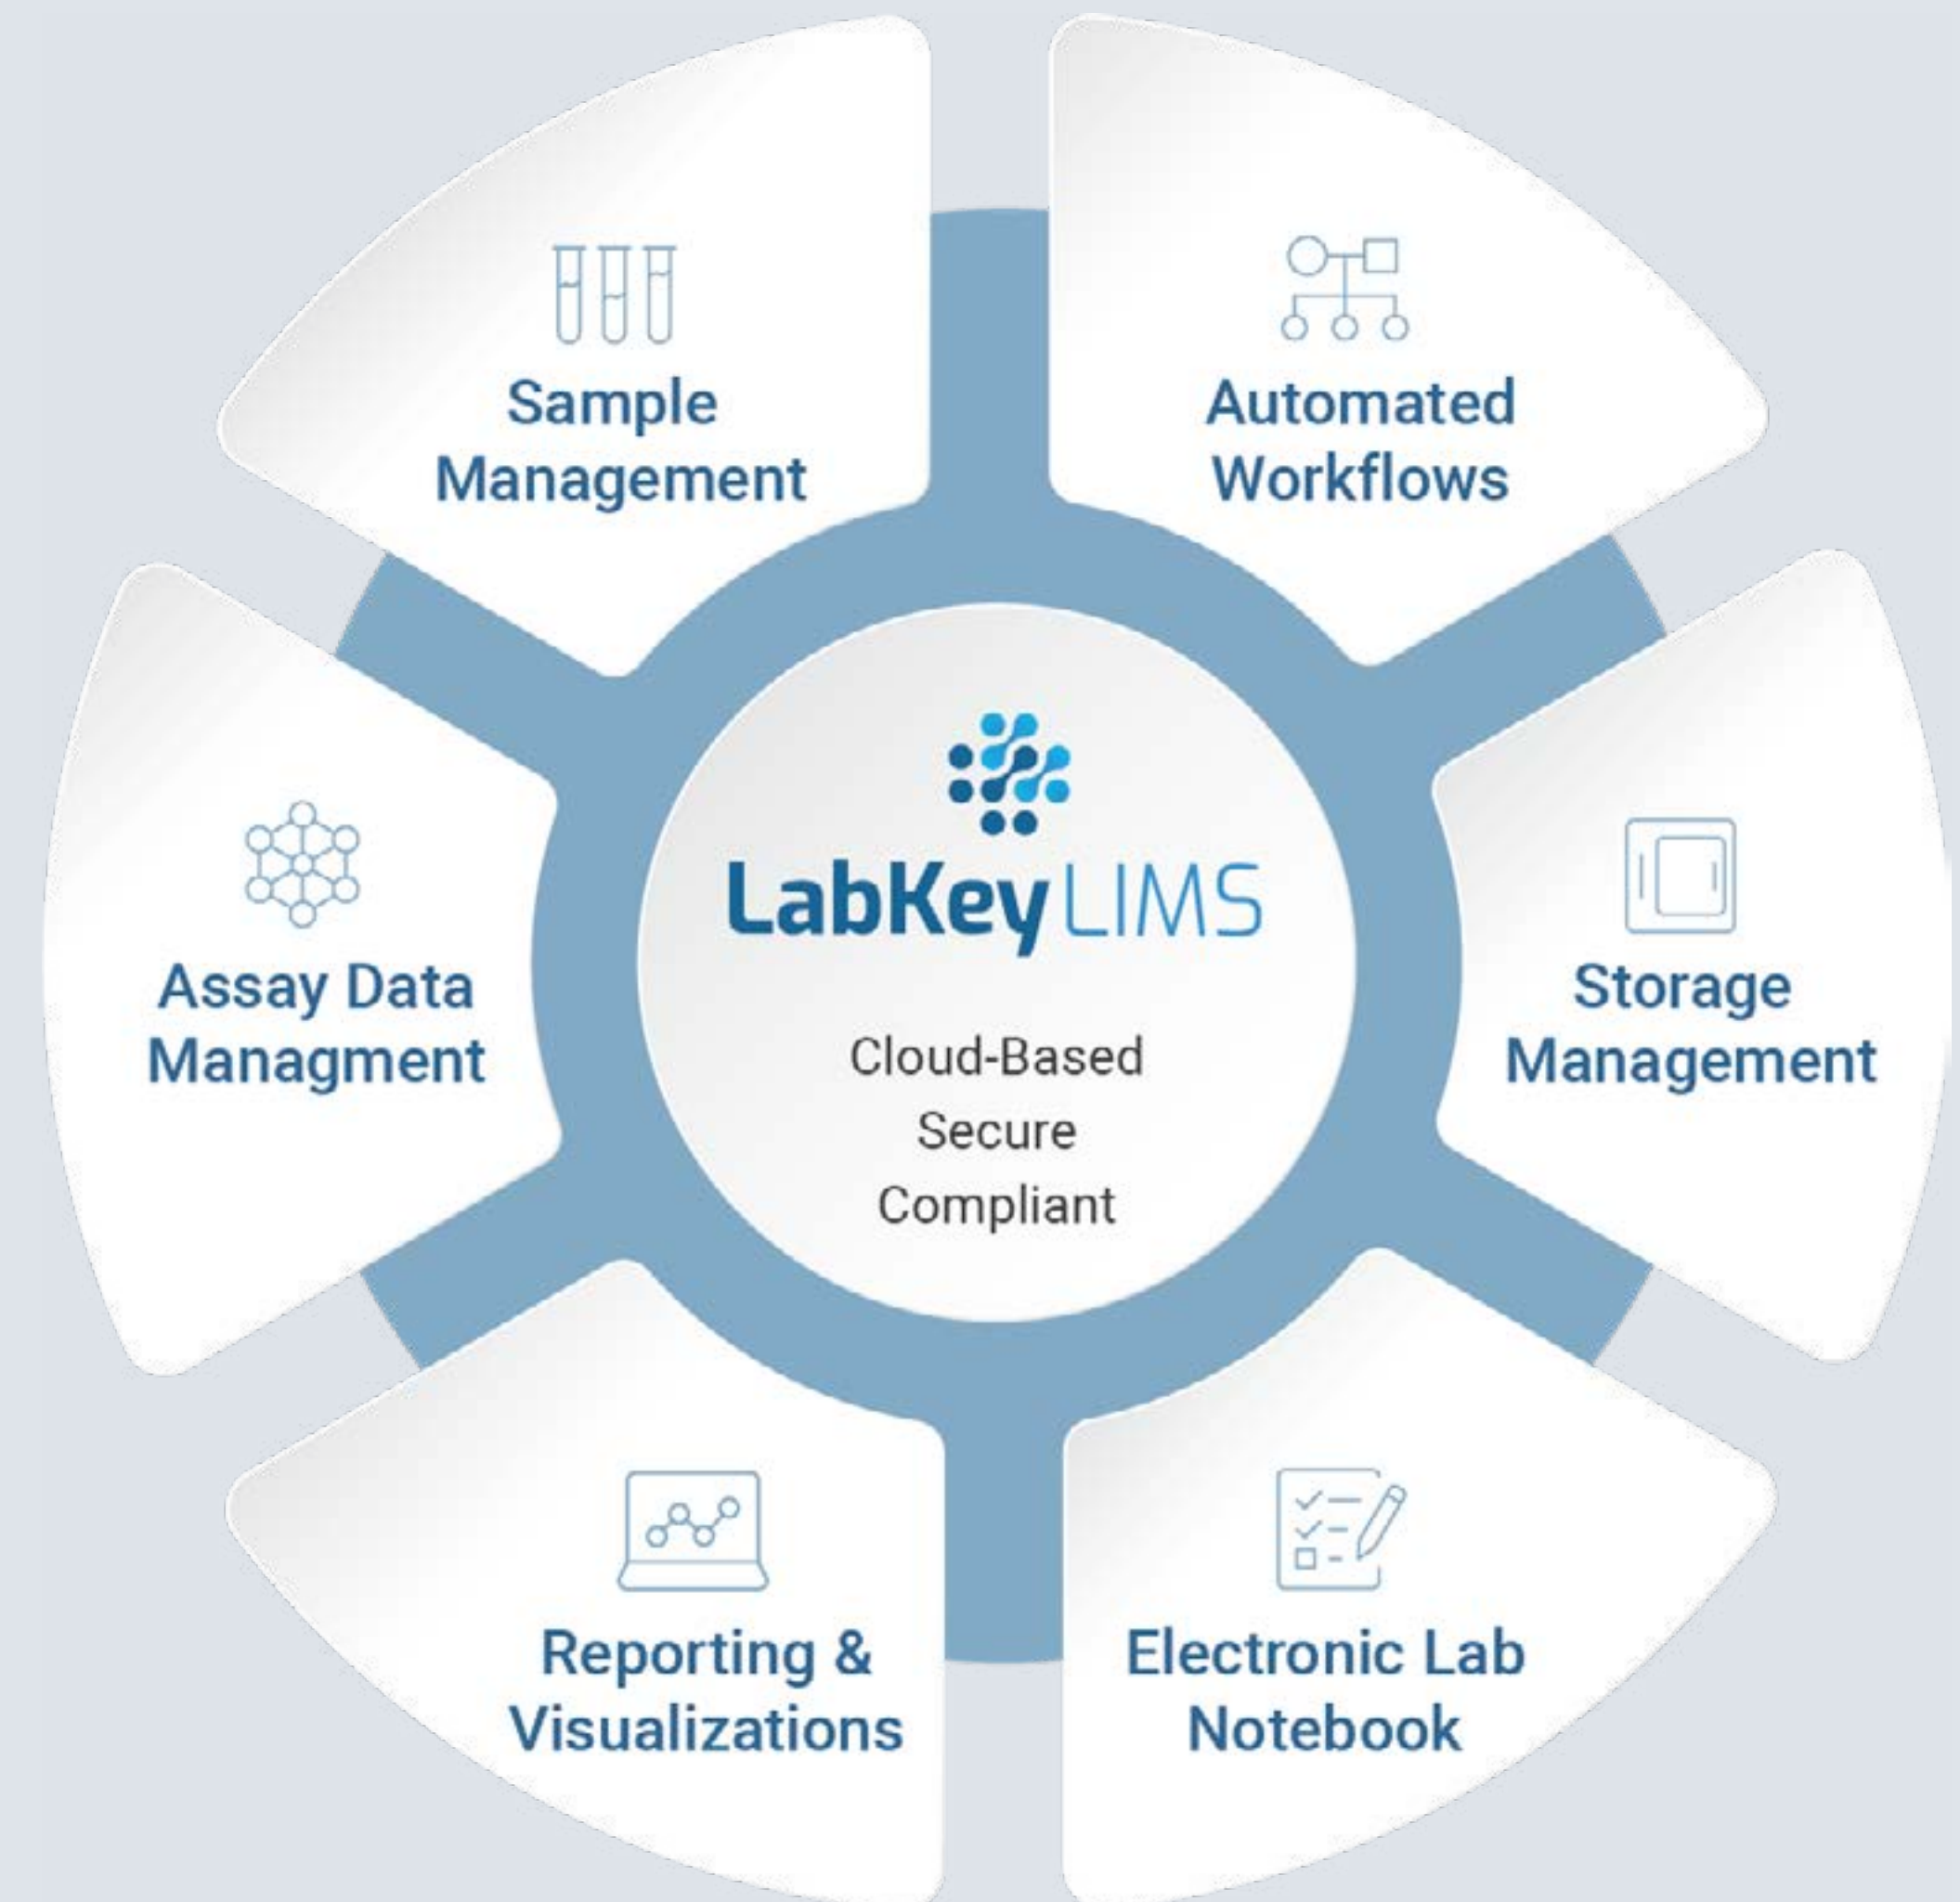 Sample
Management
Automated
Workflows
Assay Data
Managment
LabKey LIMS
Cloud-Based
Secure
Compliant
Storage
Management
Reporting &
Visualizations
Electronic Lab
Notebook